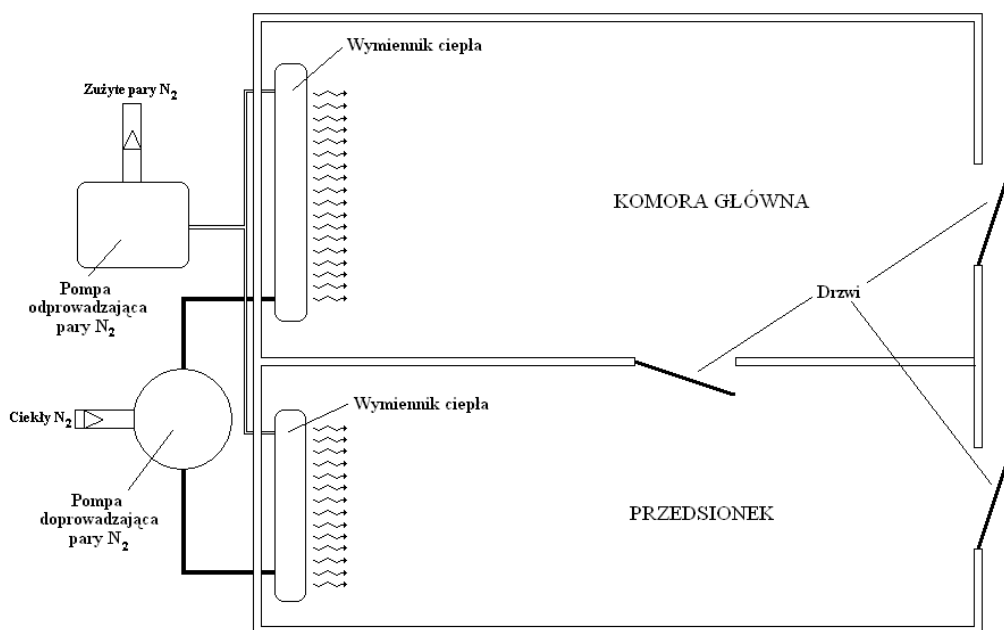 Wymiennik ciepła
Zużyte pary N₂
KOMORA GŁÓWNA
Pompa
odprowadzająca
pary N₂
Drzwi
Wymiennik ciepła
Ciekły N₂
Pompa
doprowadzająca
pary N₂
PRZEDSIONEK